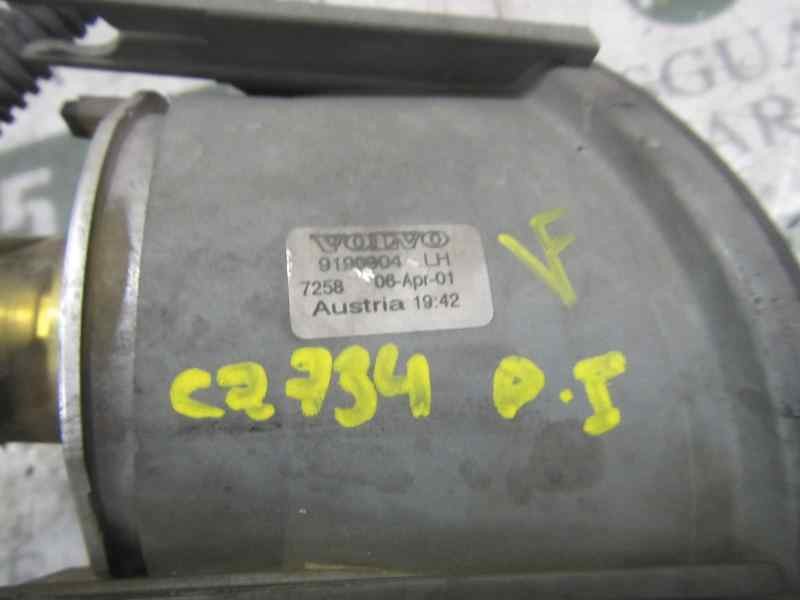 VOLVO
9190904 LH
7258 06-Apr-01
Austria 19:42
VF
C2734 D.I